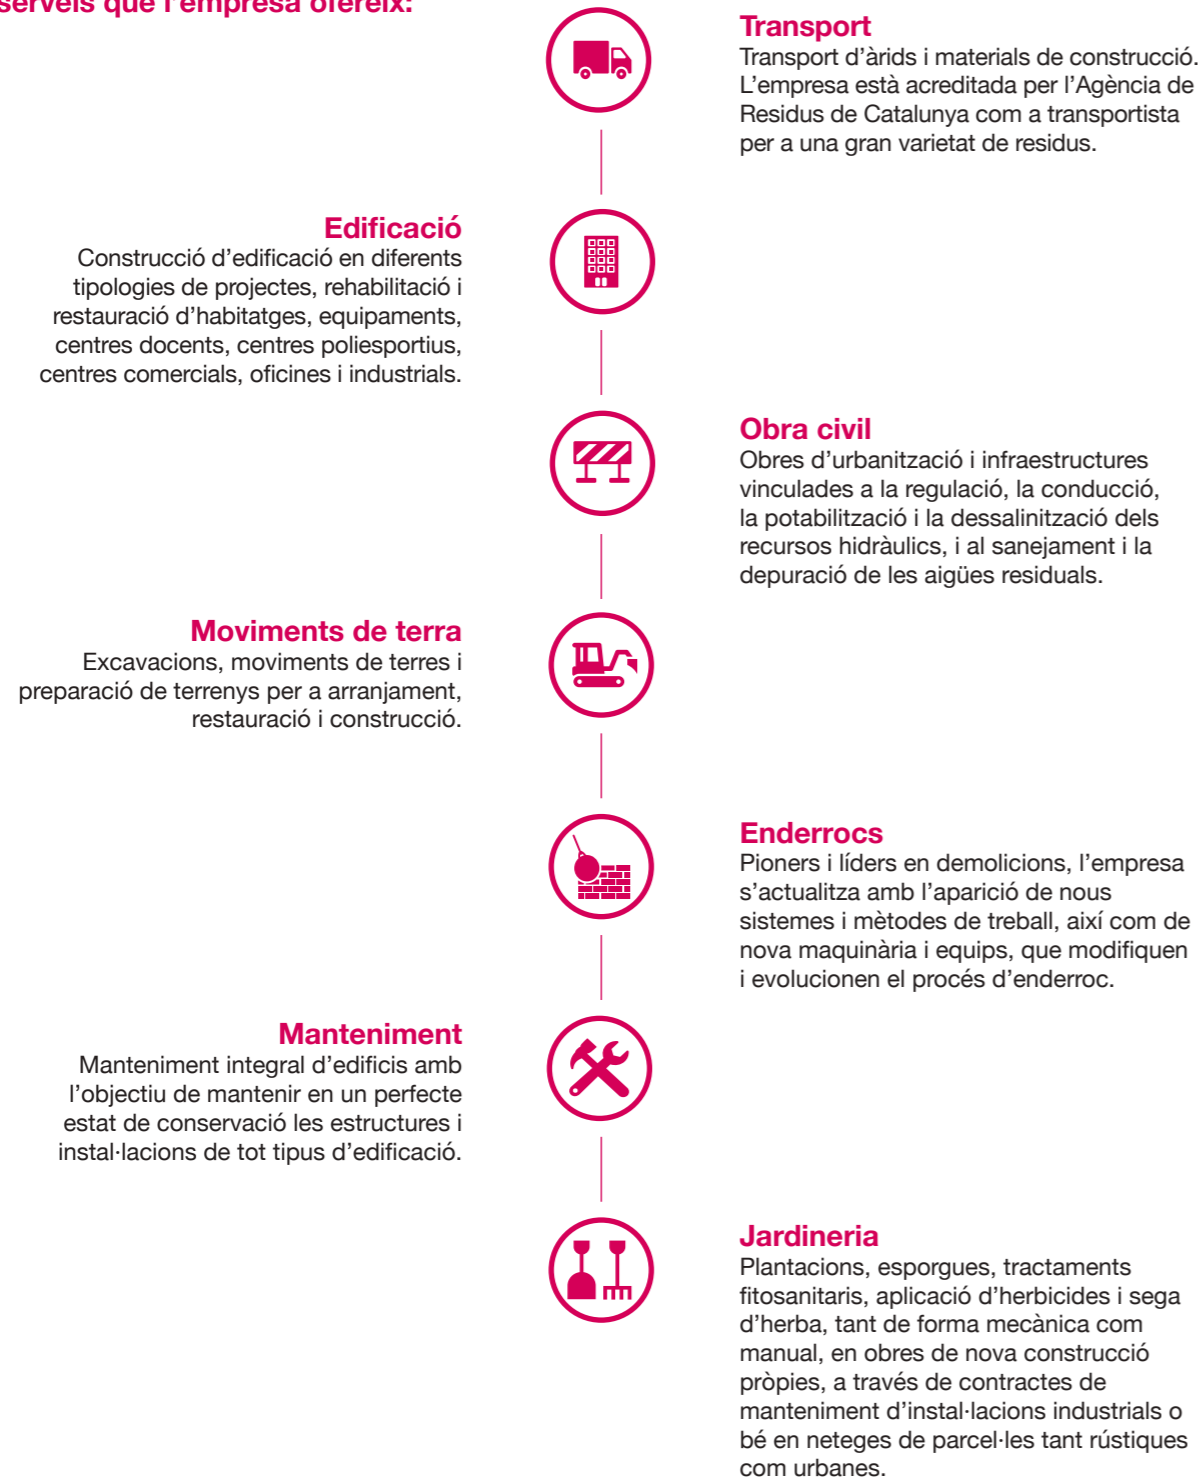 serveis que l’empresa ofereix:
Transport
Transport d’àrids i materials de construcció.
L’empresa està acreditada per l’Agència de
Residus de Catalunya com a transportista
per a una gran varietat de residus.
Edificació
Construcció d’edificació en diferents
tipologies de projectes, rehabilitació i
restauració d’habitatges, equipaments,
centres docents, centres poliesportius,
centres comercials, oficines i industrials.
Obra civil
Obres d’urbanització i infraestructures
vinculades a la regulació, la conducció,
la potabilització i la dessalinització dels
recursos hidràulics, i al sanejament i la
depuració de les aigües residuals.
Moviments de terra
Excavacions, moviments de terres i
preparació de terrenys per a arranjament,
restauració i construcció.
Enderrocs
Pioners i líders en demolicions, l’empresa
s’actualitza amb l’aparició de nous
sistemes i mètodes de treball, així com de
nova maquinària i equips, que modifiquen
i evolucionen el procés d’enderroc.
Manteniment
Manteniment integral d’edificis amb
l’objectiu de mantenir en un perfecte
estat de conservació les estructures i
instal·lacions de tot tipus d’edificació.
Jardineria
Plantacions, esporgues, tractaments
fitosanitaris, aplicació d’herbicides i sega
d’herba, tant de forma mecànica com
manual, en obres de nova construcció
pròpies, a través de contractes de
manteniment d’instal·lacions industrials o
bé en neteges de parcel·les tant rústiques
com urbanes.